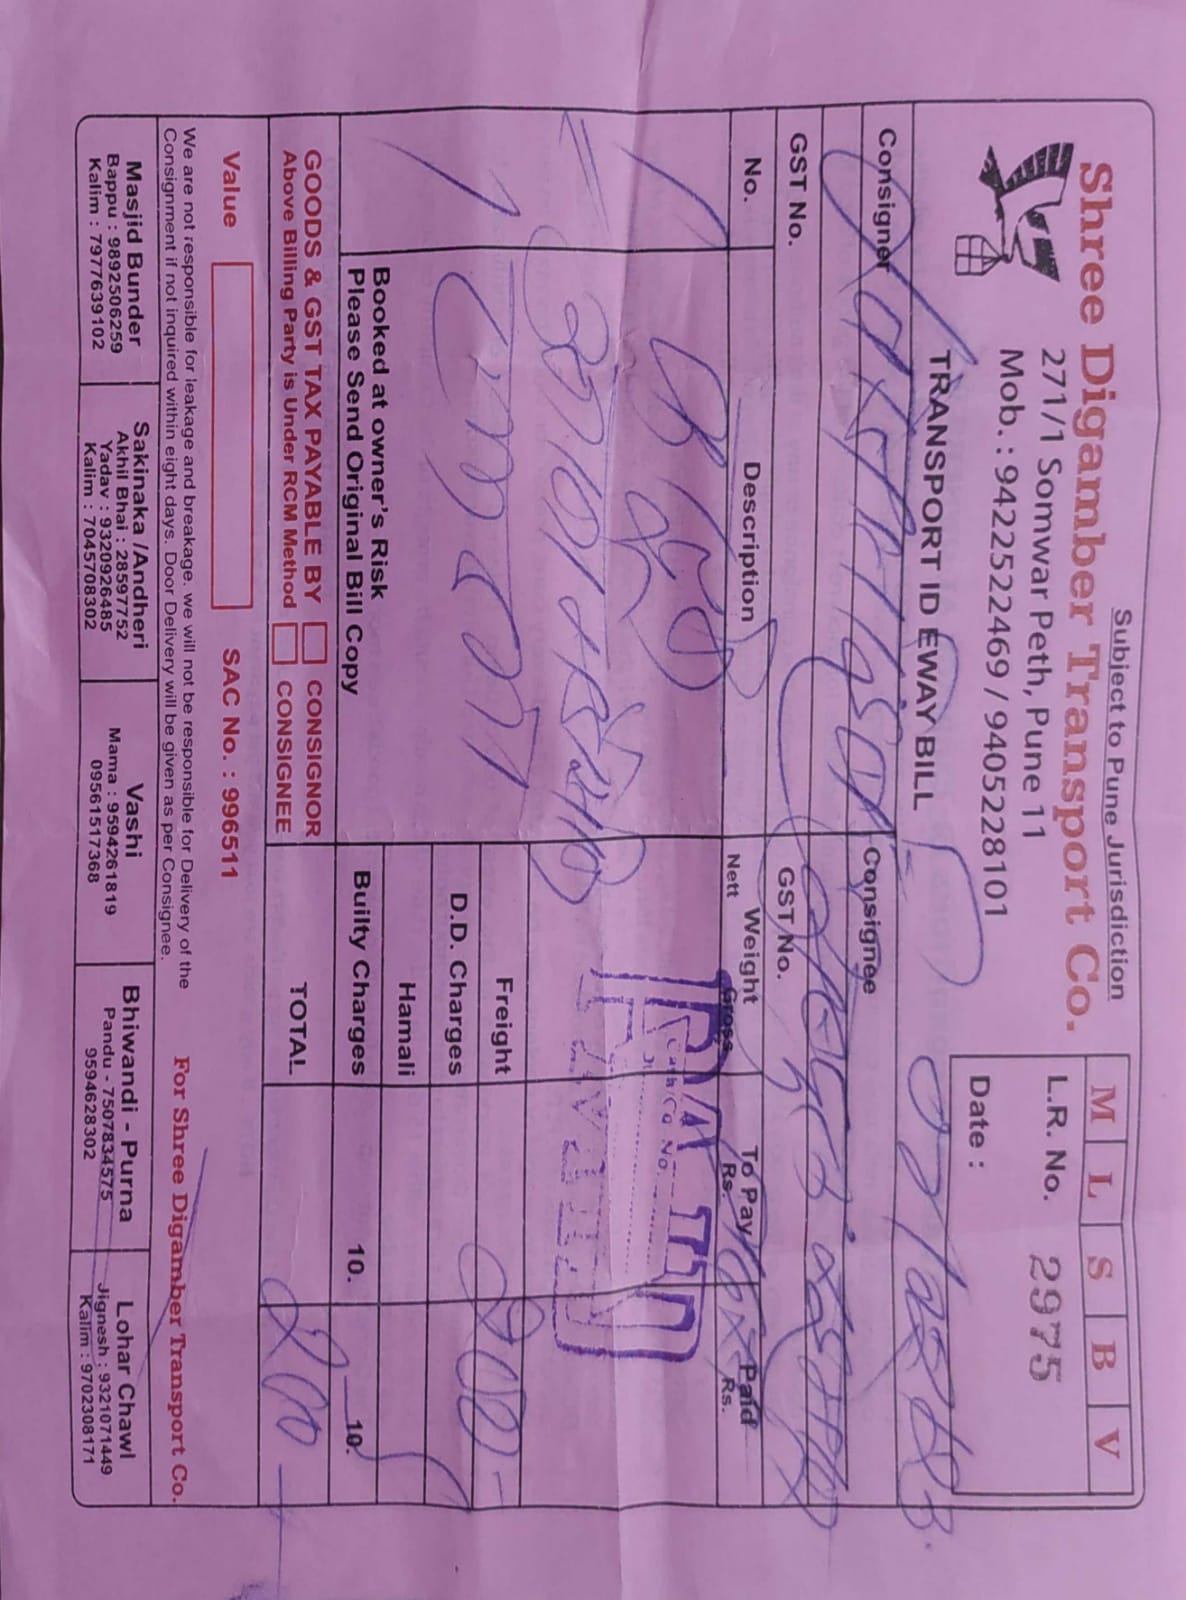 Subject to Pune Jurisdiction
Shree Digamber Transport Co.
271/1 Somwar Peth, Pune 11
Mob. : 9422522469 / 9405228101
M L S B V
L.R. No. 2975
Date :
TRANSPORT ID EWAY BILL
Consigner
Consignee
GST No.
GST No.
No.
Description
Weight
Nett Gross
To Pay
Rs.
Paid
Rs.
PAID
Cash/Ca No.
Freight 200-
D.D. Charges
Hamali
Builty Charges 10. 10.
TOTAL 210
Booked at owner's Risk
Please Send Original Bill Copy
GOODS & GST TAX PAYABLE BY CONSIGNOR
Above Billing Party is Under RCM Method CONSIGNEE
Value
SAC No. : 996511
We are not responsible for leakage and breakage. we will not be responsible for Delivery of the
Consignment if not inquired within eight days. Door Delivery will be given as per Consignee.
For Shree Digamber Transport Co.
Masjid Bunder
Bappu : 9892506259
Kalim : 7977639102
Sakinaka /Andheri
Akhil Bhai : 28597752
Yadav : 9320926485
Kalim : 7045708302
Vashi
Mama : 9594261819
09561517368
Bhiwandi - Purna
Pandu - 7507834575
9594628302
Lohar Chawl
Jignesh : 9321071449
Kalim : 9702308171